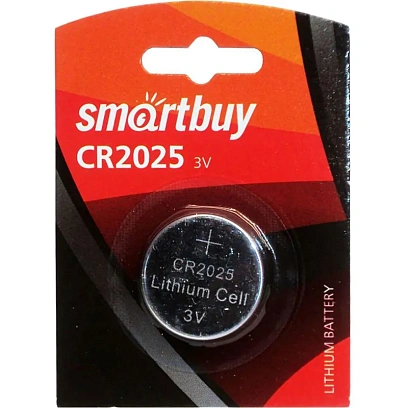 smartbuy
CR2025 3V
+
CR2025
Lithium Cell
3V
LITHIUM BATTERY